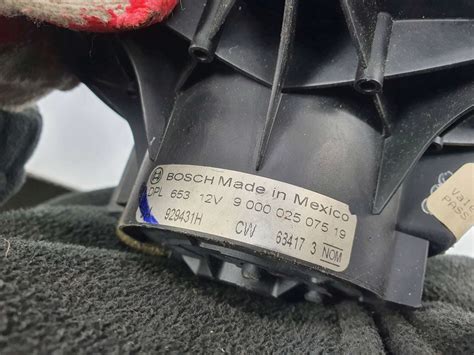 BOSCH Made in Mexico
DPL 653 12V 9 000 025 075 19
929431H CW 63417 3 NOM